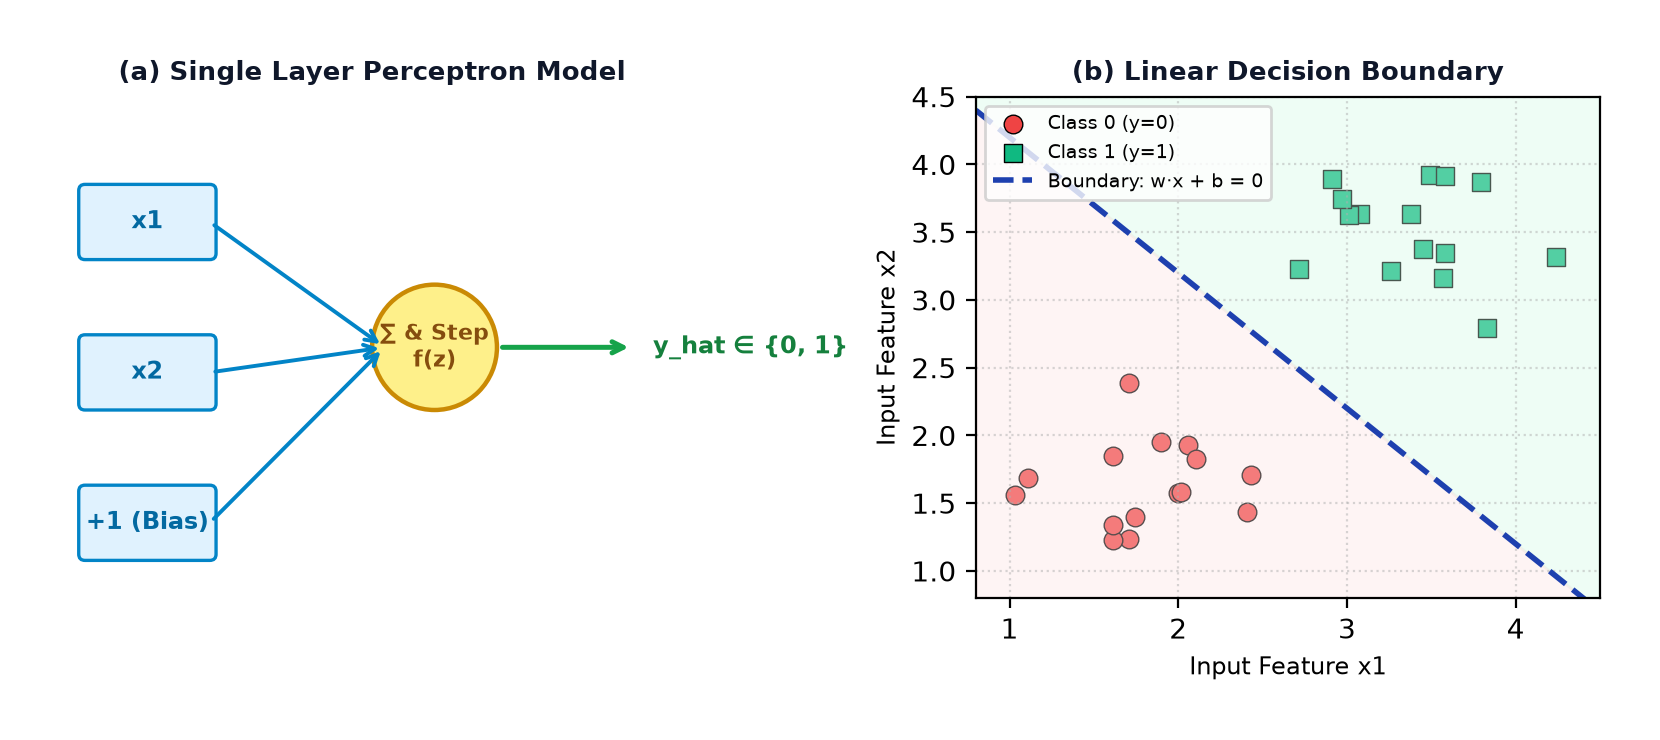 (a) Single Layer Perceptron Model
x1
x2
+1 (Bias)
∑ & Step
f(z)
y_hat ∈ {0, 1}
(b) Linear Decision Boundary
Class 0 (y=0)
Class 1 (y=1)
Boundary: w·x + b = 0
Input Feature x2
4.5
4.0
3.5
3.0
2.5
2.0
1.5
1.0
1 2 3 4
Input Feature x1